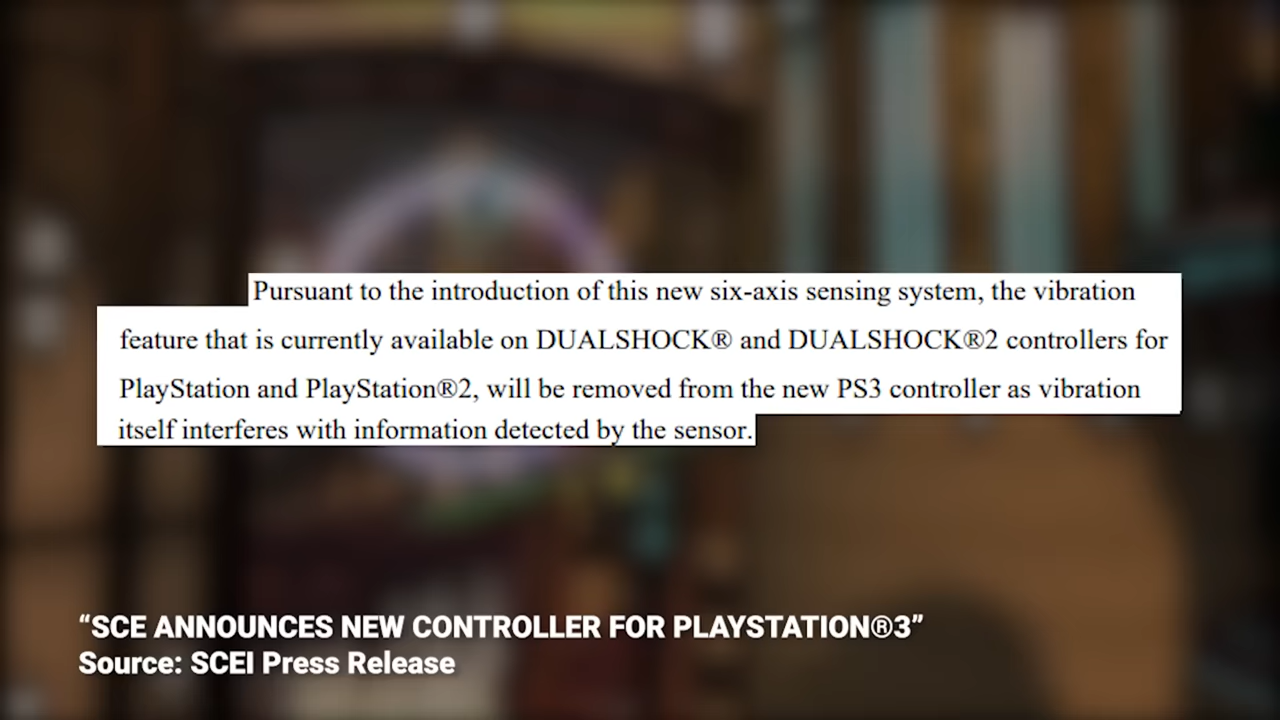 Pursuant to the introduction of this new six-axis sensing system, the vibration
feature that is currently available on DUALSHOCK® and DUALSHOCK®2 controllers for
PlayStation and PlayStation®2, will be removed from the new PS3 controller as vibration
itself interferes with information detected by the sensor.
“SCE ANNOUNCES NEW CONTROLLER FOR PLAYSTATION®3”
Source: SCEI Press Release